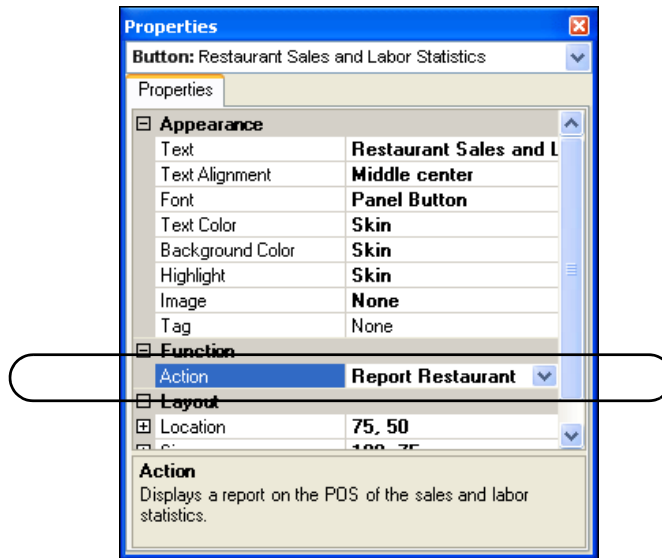 Properties
Button: Restaurant Sales and Labor Statistics
Properties
Appearance
Text Restaurant Sales and L
Text Alignment Middle center
Font Panel Button
Text Color Skin
Background Color Skin
Highlight Skin
Image None
Tag None
Function
Action Report Restaurant
Layout
Location 75, 50
Action
Displays a report on the POS of the sales and labor
statistics.